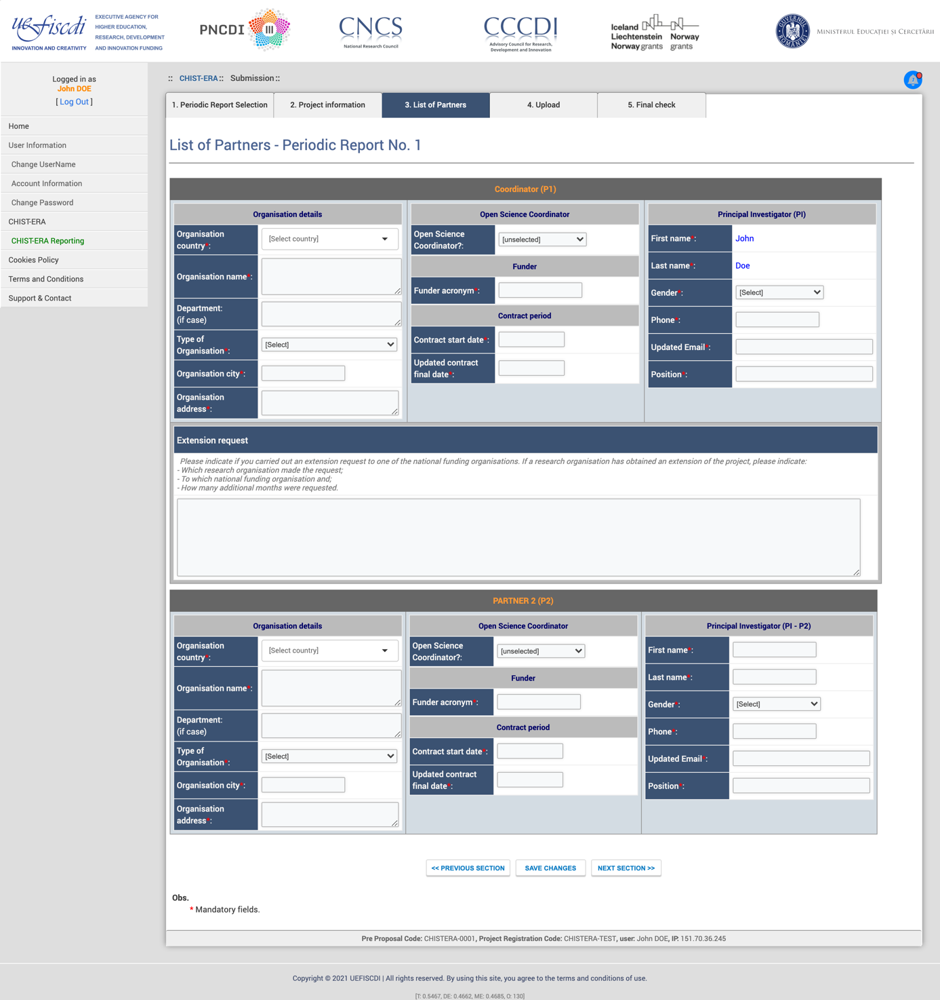 uefiscdi
INNOVATION AND CREATIVITY
EXECUTIVE AGENCY FOR
HIGHER EDUCATION,
RESEARCH, DEVELOPMENT
AND INNOVATION FUNDING
PNCDI III
CNCS
National Research Council
CCCDI
Advisory Council for Research,
Development and Innovation
Iceland
Liechtenstein Norway
Norway grants grants
GUVERNUL ROMÂNIEI
MINISTERUL EDUCAȚIEI ȘI CERCETĂRII
Logged in as
John DOE
[ Log Out ]
Home
User Information
Change UserName
Account Information
Change Password
CHIST-ERA
CHIST-ERA Reporting
Cookies Policy
Terms and Conditions
Support & Contact
:: CHIST-ERA :: Submission ::
1. Periodic Report Selection
2. Project information
3. List of Partners
4. Upload
5. Final check
List of Partners - Periodic Report No. 1
Coordinator (P1)
Organisation details
Organisation
country*:
[Select country]
Organisation name*:
Department:
(if case)
Type of
Organisation*:
[Select]
Organisation city*:
Organisation
address*:
Open Science Coordinator
Open Science
Coordinator?:
[unselected]
Funder
Funder acronym*:
Contract period
Contract start date*:
Updated contract
final date*:
Principal Investigator (PI)
First name*:
John
Last name*:
Doe
Gender*:
[Select]
Phone*:
Updated Email*:
Position*:
Extension request
Please indicate if you carried out an extension request to one of the national funding organisations. If a research organisation has obtained an extension of the project, please indicate:
- Which research organisation made the request;
- To which national funding organisation and;
- How many additional months were requested.
PARTNER 2 (P2)
Organisation details
Organisation
country*:
[Select country]
Organisation name*:
Department:
(if case)
Type of
Organisation*:
[Select]
Organisation city*:
Organisation
address*:
Open Science Coordinator
Open Science
Coordinator?:
[unselected]
Funder
Funder acronym*:
Contract period
Contract start date*:
Updated contract
final date*:
Principal Investigator (PI - P2)
First name*:
Last name*:
Gender*:
[Select]
Phone*:
Updated Email*:
Position*:
<< PREVIOUS SECTION
SAVE CHANGES
NEXT SECTION >>
Obs.
* Mandatory fields.
Pre Proposal Code: CHISTERA-0001, Project Registration Code: CHISTERA-TEST, user: John DOE, IP: 151.70.36.245
Copyright © 2021 UEFISCDI | All rights reserved. By using this site, you agree to the terms and conditions of use.
[T: 0.5467, DE: 0.4662, ME: 0.4685, O: 130]